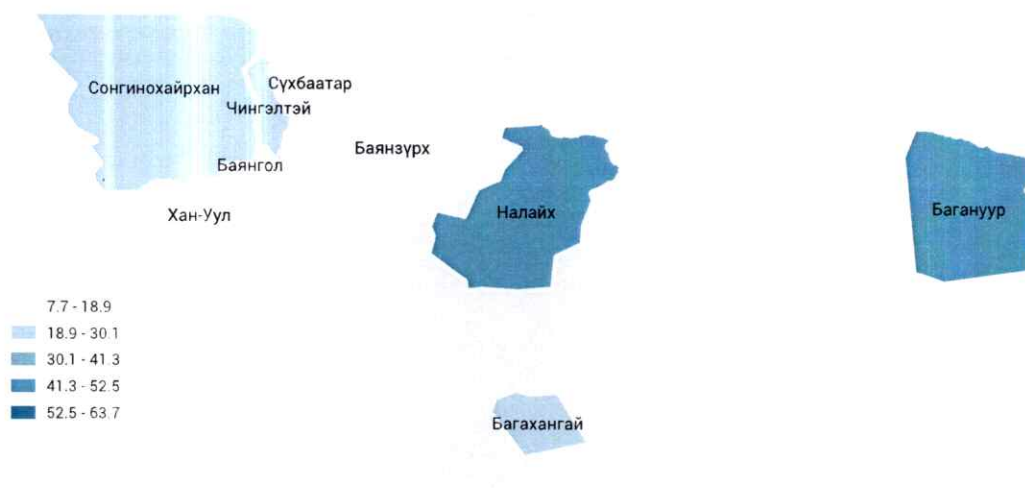 Сонгинохайрхан
Сүхбаатар
Чингэлтэй
Баянзүрх
Баянгол
Хан-Уул
Налайх
Багануур
7.7 - 18.9
18.9 - 30.1
30.1 - 41.3
41.3 - 52.5
52.5 - 63.7
Багахангай